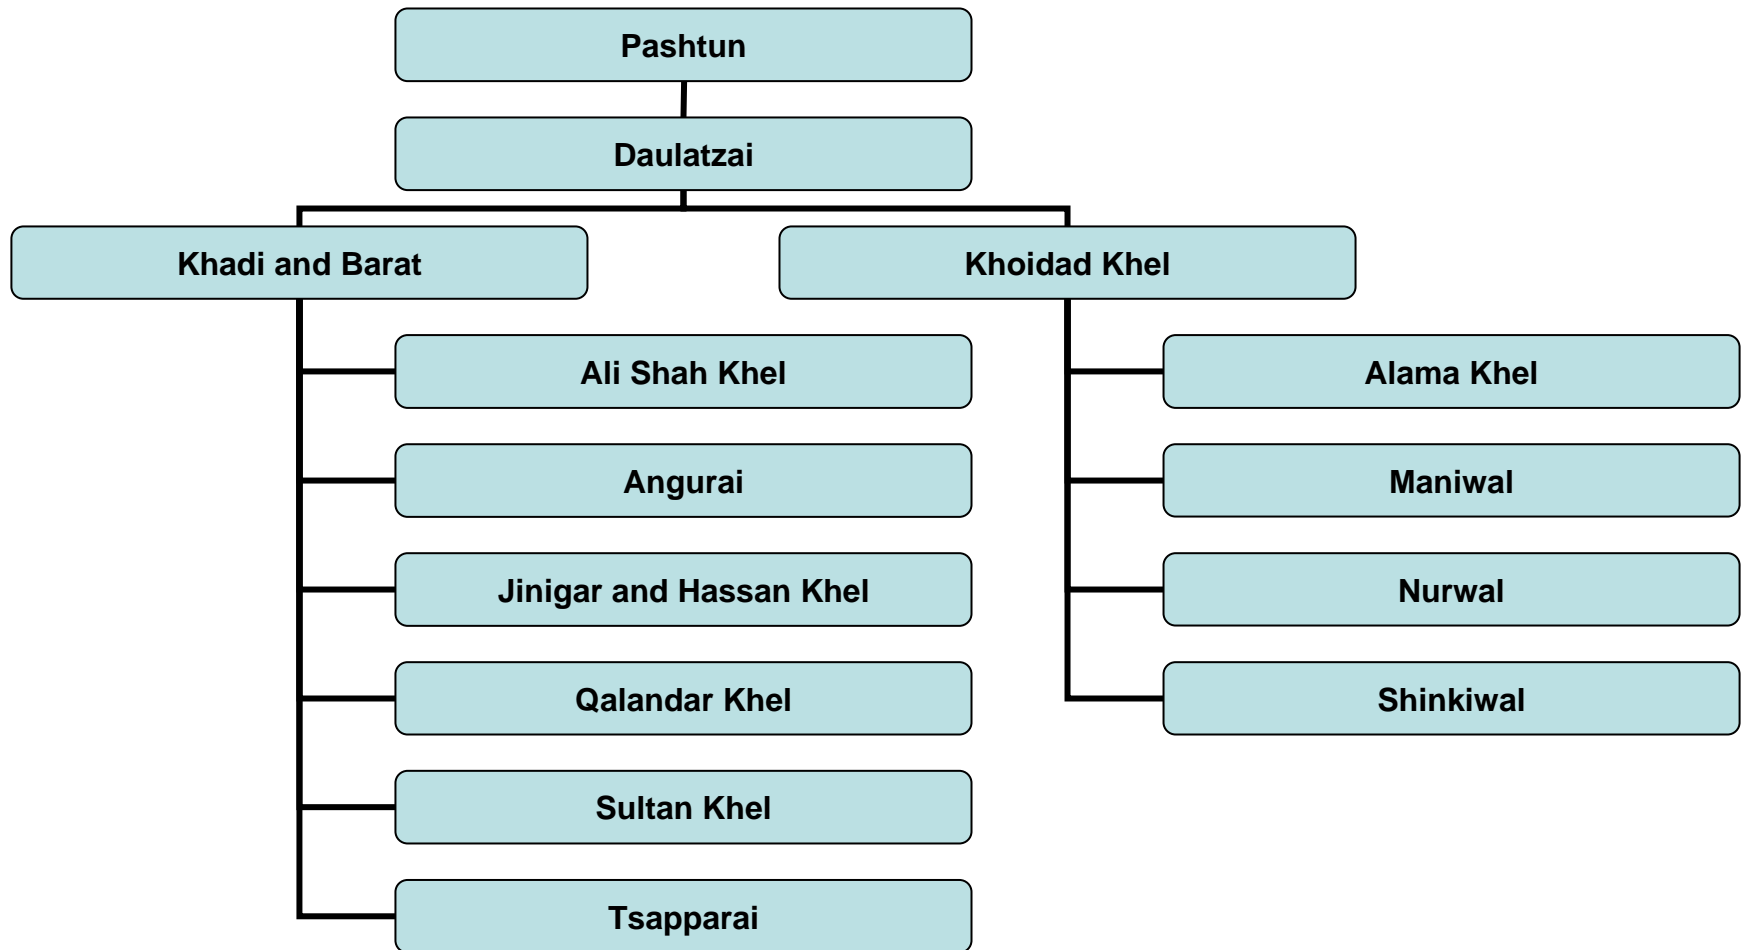 Pashtun
Daulatzai
Khadi and Barat
Khoidad Khel
Ali Shah Khel
Angurai
Jinigar and Hassan Khel
Qalandar Khel
Sultan Khel
Tsapparai
Alama Khel
Maniwal
Nurwal
Shinkiwal